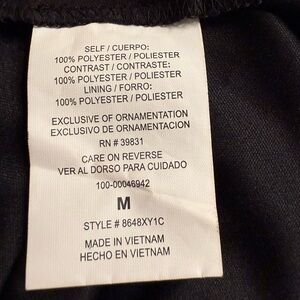 SELF / CUERPO:
100% POLYESTER / POLIESTER
CONTRAST / CONTRASTE:
100% POLYESTER / POLIESTER
LINING / FORRO:
100% POLYESTER / POLIESTER
EXCLUSIVE OF ORNAMENTATION
EXCLUSIVO DE ORNAMENTACION
RN # 39831
CARE ON REVERSE
VER AL DORSO PARA CUIDADO
100-00046942
M
STYLE # 8648XY1C
MADE IN VIETNAM
HECHO EN VIETNAM